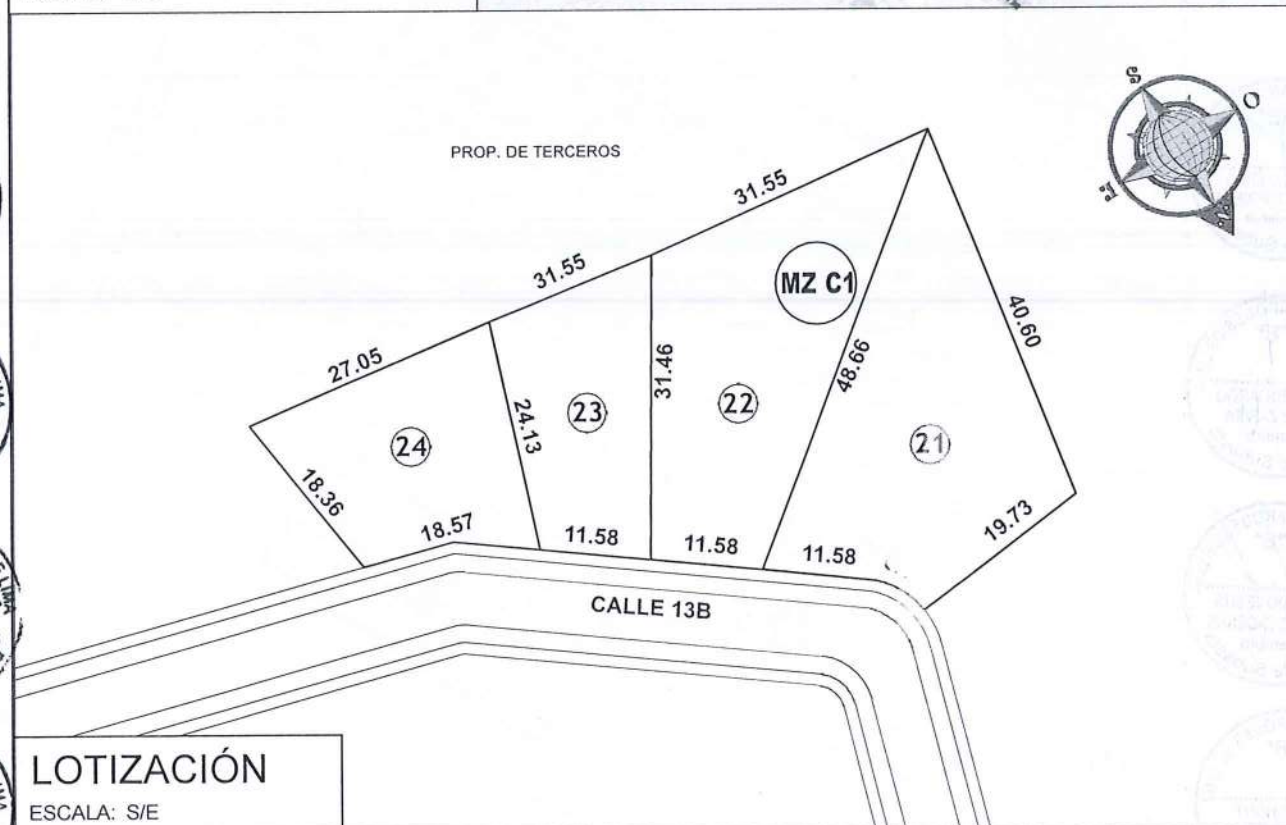 PROP. DE TERCEROS
S
O
E
N
31.55
31.55
MZ C1
27.05
40.60
31.46
48.66
24.13
23
22
24
21
18.36
18.57
11.58
11.58
11.58
19.73
CALLE 13B
LOTIZACIÓN
ESCALA: S/E
LIMA